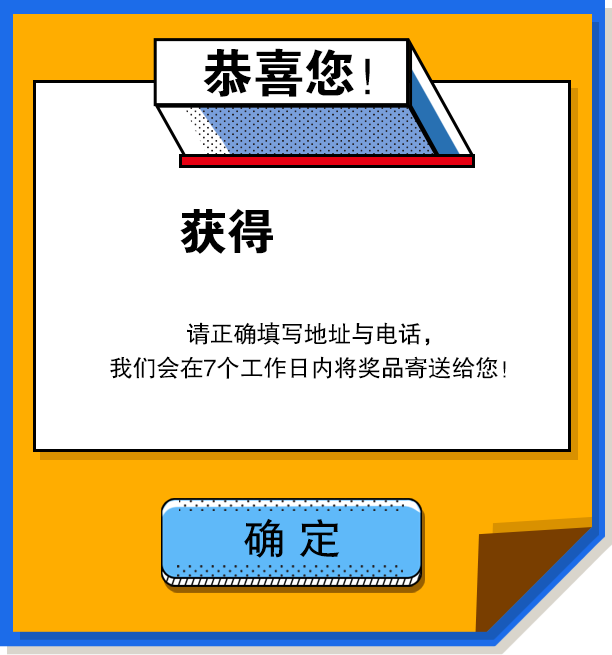 恭喜您！
获得
请正确填写地址与电话，
我们会在7个工作日内将奖品寄送给您！
确 定